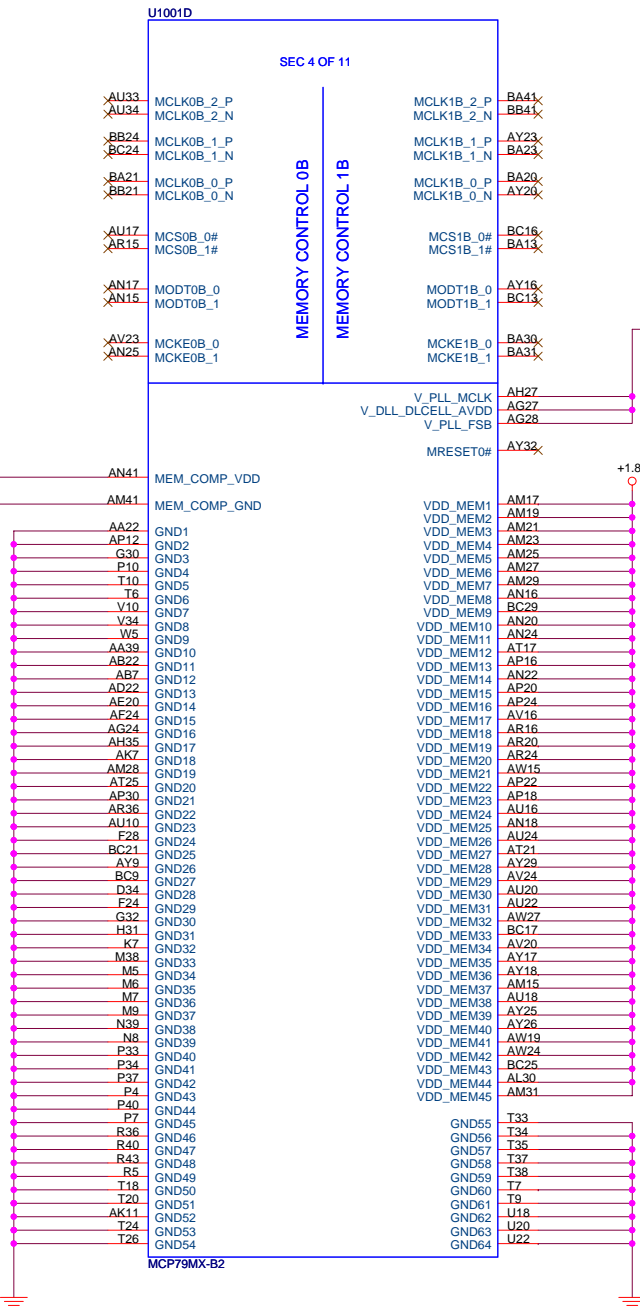 U1001D
SEC 4 OF 11
MEMORY CONTROL 0B
MEMORY CONTROL 1B
AU33 MCLK0B_2_P MCLK1B_2_P BA41
AU34 MCLK0B_2_N MCLK1B_2_N BB41
BB24 MCLK0B_1_P MCLK1B_1_P AY23
BC24 MCLK0B_1_N MCLK1B_1_N BA23
BA21 MCLK0B_0_P MCLK1B_0_P BA20
BB21 MCLK0B_0_N MCLK1B_0_N AY20
AU17 MCS0B_0# MCS1B_0# BC16
AR15 MCS0B_1# MCS1B_1# BA13
AN17 MODT0B_0 MODT1B_0 AY16
AN15 MODT0B_1 MODT1B_1 BC13
AV23 MCKE0B_0 MCKE1B_0 BA30
AN25 MCKE0B_1 MCKE1B_1 BA31
V_PLL_MCLK AH27
V_DLL_DLCELL_AVDD AG27
V_PLL_FSB AG28
MRESET0# AY32
+1.8
AN41 MEM_COMP_VDD
AM41 MEM_COMP_GND VDD_MEM1 AM17
VDD_MEM2 AM19
AA22 GND1 VDD_MEM3 AM21
AP12 GND2 VDD_MEM4 AM23
G30 GND3 VDD_MEM5 AM25
P10 GND4 VDD_MEM6 AM27
T10 GND5 VDD_MEM7 AM29
T6 GND6 VDD_MEM8 AN16
V10 GND7 VDD_MEM9 BC29
V34 GND8 VDD_MEM10 AN20
W5 GND9 VDD_MEM11 AN24
AA39 GND10 VDD_MEM12 AT17
AB22 GND11 VDD_MEM13 AP16
AB7 GND12 VDD_MEM14 AN22
AD22 GND13 VDD_MEM15 AP20
AE20 GND14 VDD_MEM16 AP24
AF24 GND15 VDD_MEM17 AV16
AG24 GND16 VDD_MEM18 AR16
AH35 GND17 VDD_MEM19 AR20
AK7 GND18 VDD_MEM20 AR24
AM28 GND19 VDD_MEM21 AW15
AT25 GND20 VDD_MEM22 AP22
AP30 GND21 VDD_MEM23 AP18
AR36 GND22 VDD_MEM24 AU16
AU10 GND23 VDD_MEM25 AN18
F28 GND24 VDD_MEM26 AU24
BC21 GND25 VDD_MEM27 AT21
AY9 GND26 VDD_MEM28 AY29
BC9 GND27 VDD_MEM29 AV24
D34 GND28 VDD_MEM30 AU20
F24 GND29 VDD_MEM31 AU22
G32 GND30 VDD_MEM32 AW27
H31 GND31 VDD_MEM33 BC17
K7 GND32 VDD_MEM34 AV20
M38 GND33 VDD_MEM35 AY17
M5 GND34 VDD_MEM36 AY18
M6 GND35 VDD_MEM37 AM15
M7 GND36 VDD_MEM38 AU18
M9 GND37 VDD_MEM39 AY25
N39 GND38 VDD_MEM40 AY26
N8 GND39 VDD_MEM41 AW19
P33 GND40 VDD_MEM42 AW24
P34 GND41 VDD_MEM43 BC25
P37 GND42 VDD_MEM44 AL30
P4 GND43 VDD_MEM45 AM31
P40 GND44
P7 GND45 GND55 T33
R36 GND46 GND56 T34
R40 GND47 GND57 T35
R43 GND48 GND58 T37
R5 GND49 GND59 T38
T18 GND50 GND60 T7
T20 GND51 GND61 T9
AK11 GND52 GND62 U18
T24 GND53 GND63 U20
T26 GND54 GND64 U22
MCP79MX-B2